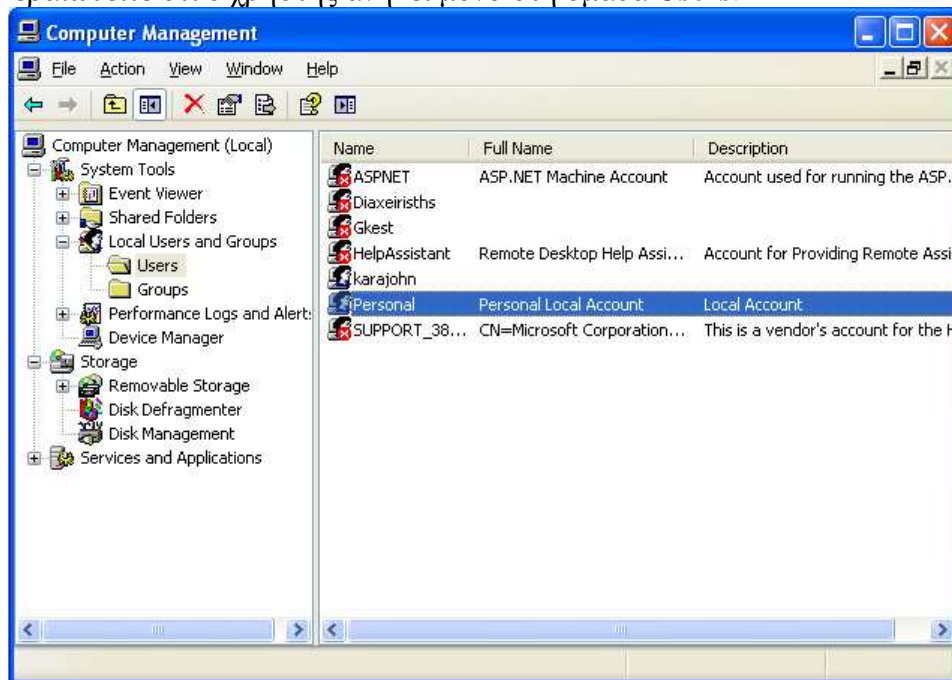 Computer Management
File Action View Window Help
Computer Management (Local)
System Tools
Event Viewer
Shared Folders
Local Users and Groups
Users
Groups
Performance Logs and Alert:
Device Manager
Storage
Removable Storage
Disk Defragmenter
Disk Management
Services and Applications
Name Full Name Description
ASPNET ASP.NET Machine Account Account used for running the ASP.
Diaxeiristhis
Gkest
HelpAssistant Remote Desktop Help Assi... Account for Providing Remote Assi
karajohn
Personal Personal Local Account Local Account
SUPPORT_38... CN=Microsoft Corporation... This is a vendor's account for the H